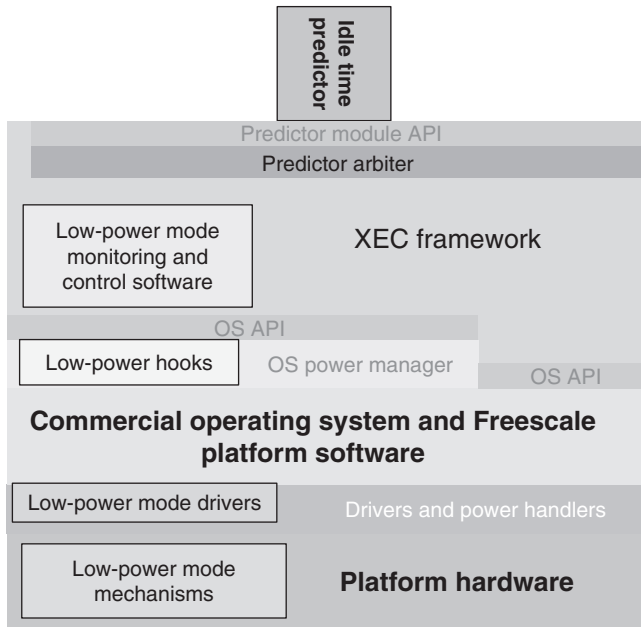 Idle time
predictor
Predictor module API
Predictor arbiter
Low-power mode
monitoring and
control software
XEC framework
OS API
Low-power hooks
OS power manager
OS API
Commercial operating system and Freescale
platform software
Low-power mode drivers
Drivers and power handlers
Low-power mode
mechanisms
Platform hardware